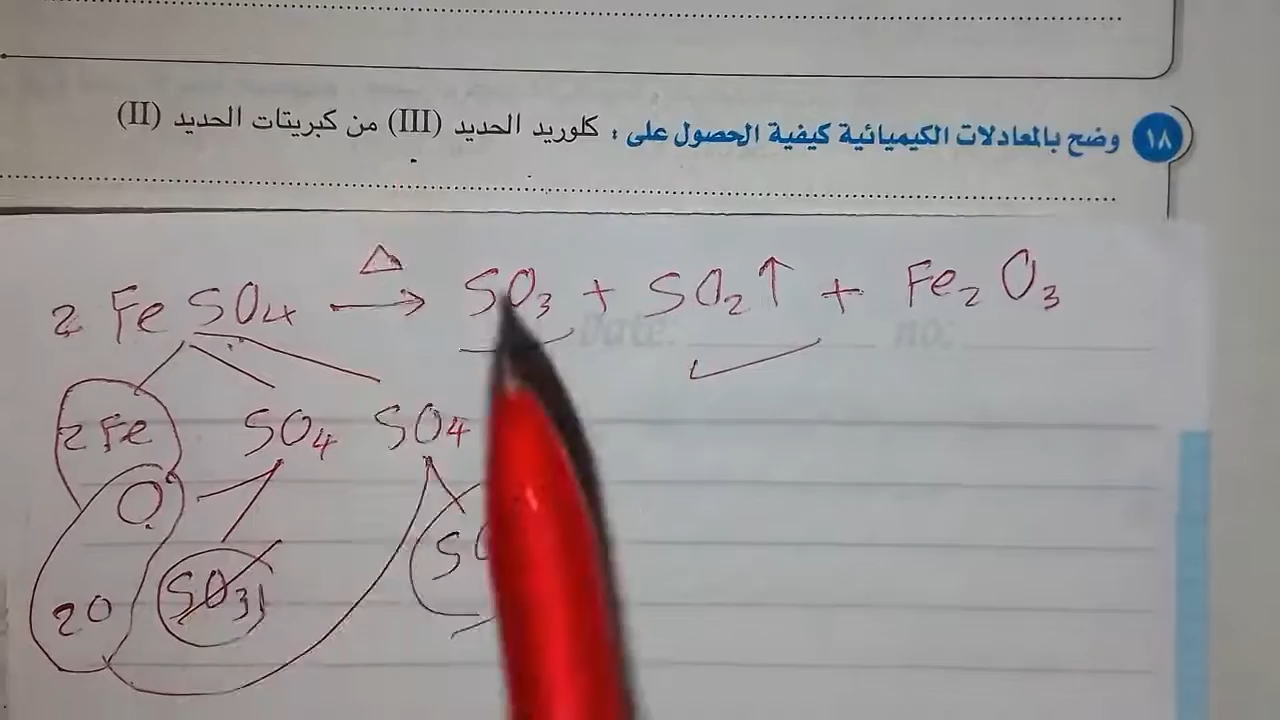 ١٨ وضح بالمعادلات الكيميائية كيفية الحصول على : كلوريد الحديد (III) من كبريتات الحديد (II)
2 FeSO4 →Δ SO3 + SO2↑ + Fe2O3
Date: no:
2Fe SO4 SO4
O
2O SO3